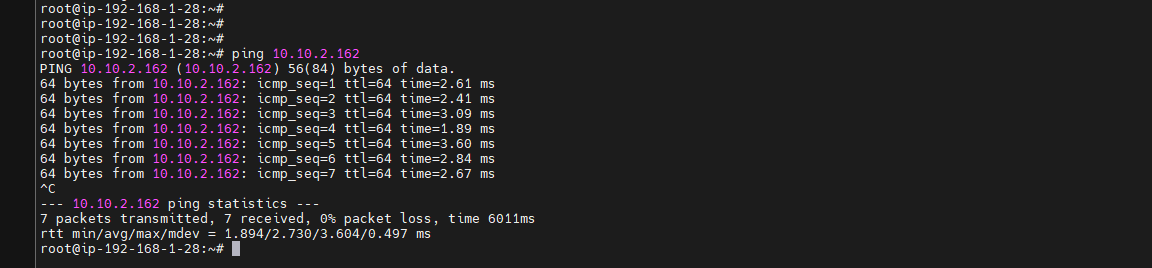 root@ip-192-168-1-28:~#
root@ip-192-168-1-28:~#
root@ip-192-168-1-28:~#
root@ip-192-168-1-28:~# ping 10.10.2.162
PING 10.10.2.162 (10.10.2.162) 56(84) bytes of data.
64 bytes from 10.10.2.162: icmp_seq=1 ttl=64 time=2.61 ms
64 bytes from 10.10.2.162: icmp_seq=2 ttl=64 time=2.41 ms
64 bytes from 10.10.2.162: icmp_seq=3 ttl=64 time=3.09 ms
64 bytes from 10.10.2.162: icmp_seq=4 ttl=64 time=1.89 ms
64 bytes from 10.10.2.162: icmp_seq=5 ttl=64 time=3.60 ms
64 bytes from 10.10.2.162: icmp_seq=6 ttl=64 time=2.84 ms
64 bytes from 10.10.2.162: icmp_seq=7 ttl=64 time=2.67 ms
^C
--- 10.10.2.162 ping statistics ---
7 packets transmitted, 7 received, 0% packet loss, time 6011ms
rtt min/avg/max/mdev = 1.894/2.730/3.604/0.497 ms
root@ip-192-168-1-28:~#